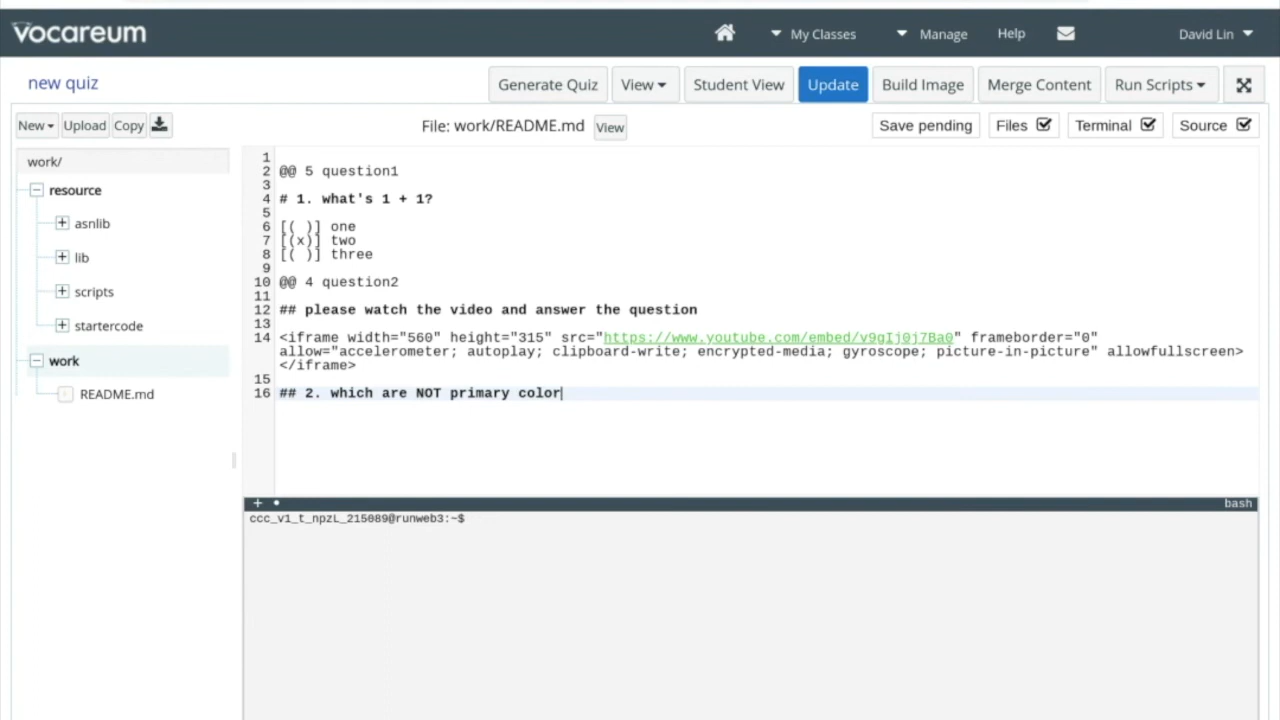 Vocareum
My Classes
Manage
Help
David Lin
new quiz
Generate Quiz
View
Student View
Update
Build Image
Merge Content
Run Scripts
New
Upload
Copy
File: work/README.md
View
Save pending
Files
Terminal
Source
work/
resource
asnlib
lib
scripts
startercode
work
README.md
1
2 @@ 5 question1
3
4 # 1. what's 1 + 1?
5
6 [( )] one
7 [(x)] two
8 [( )] three
9
10 @@ 4 question2
11
12 ## please watch the video and answer the question
13
14 <iframe width="560" height="315" src="https://www.youtube.com/embed/v9gIj0j7Ba0" frameborder="0"
allow="accelerometer; autoplay; clipboard-write; encrypted-media; gyroscope; picture-in-picture" allowfullscreen>
</iframe>
15
16 ## 2. which are NOT primary color
+
bash
ccc_v1_t_npzL_215089@runweb3:~$